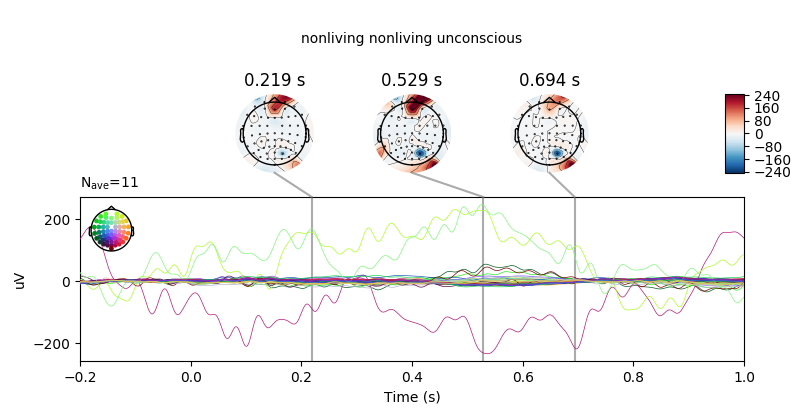 nonliving nonliving unconscious
0.219 s 0.529 s 0.694 s
240
160
80
0
−80
−160
−240
Nave=11
200
0
−200
uV
−0.2 0.0 0.2 0.4 0.6 0.8 1.0
Time (s)